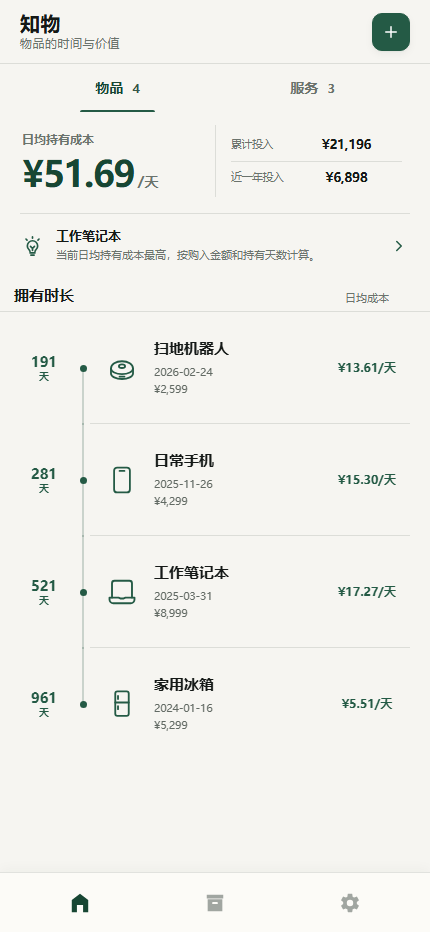 知物
物品的时间与价值
物品 4
服务 3
日均持有成本
¥51.69/天
累计投入 ¥21,196
近一年投入 ¥6,898
工作笔记本
当前日均持有成本最高，按购入金额和持有天数计算。
拥有时长
日均成本
191
天
扫地机器人
2026-02-24
¥2,599
¥13.61/天
281
天
日常手机
2025-11-26
¥4,299
¥15.30/天
521
天
工作笔记本
2025-03-31
¥8,999
¥17.27/天
961
天
家用冰箱
2024-01-16
¥5,299
¥5.51/天